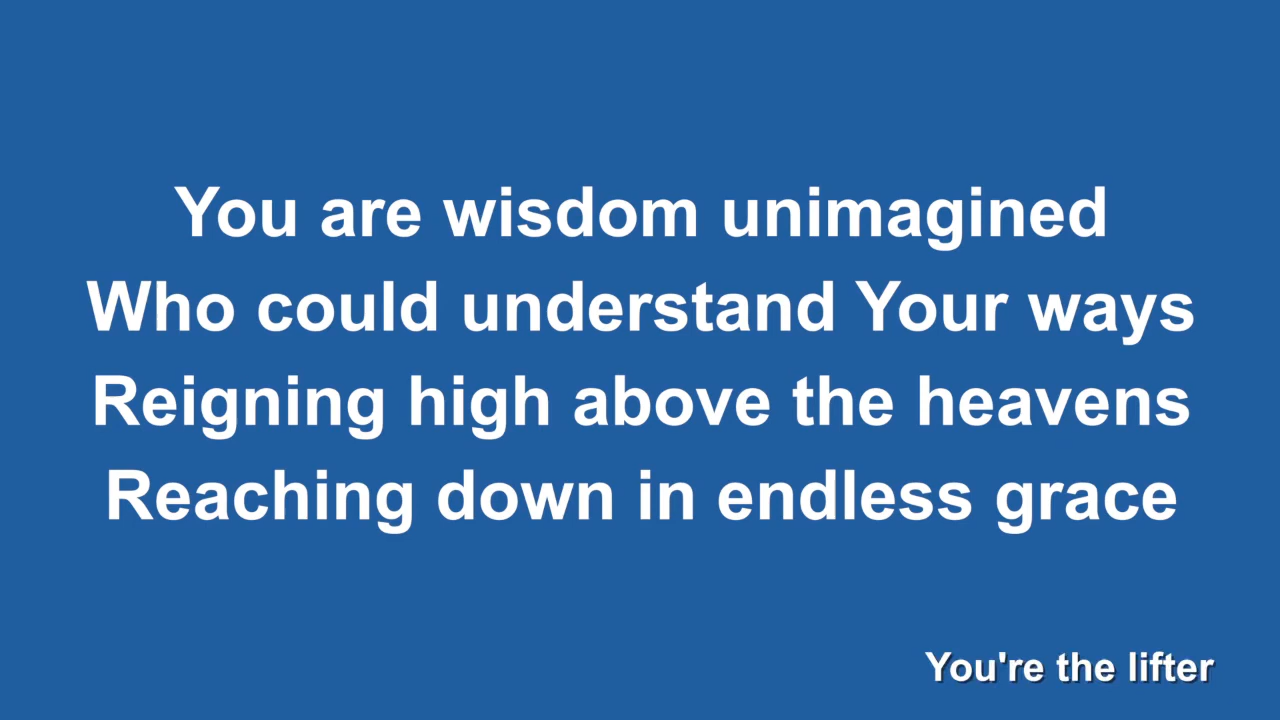 You are wisdom unimagined
Who could understand Your ways
Reigning high above the heavens
Reaching down in endless grace
You're the lifter